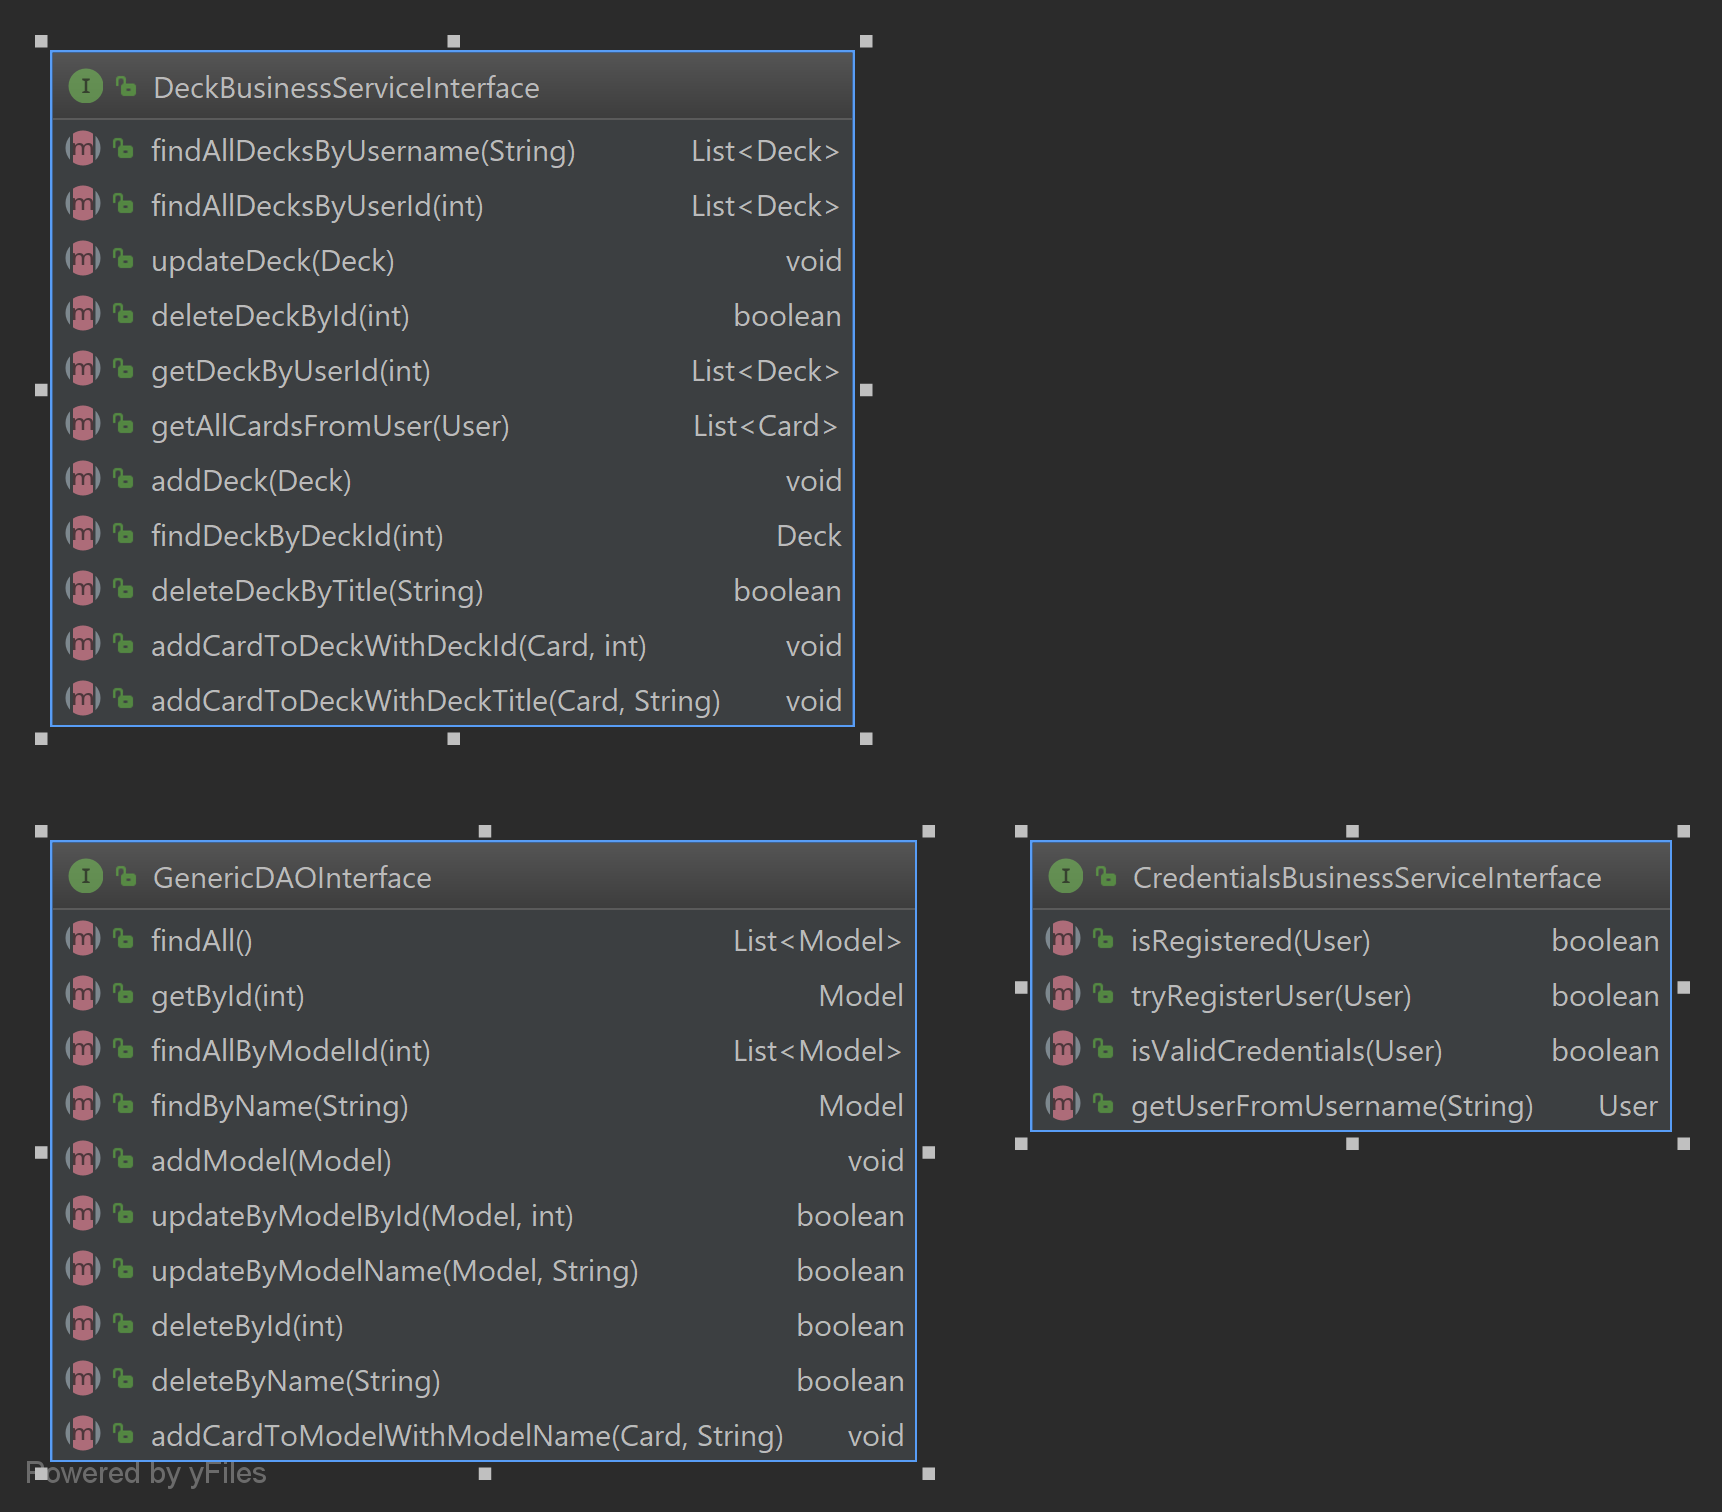 DeckBusinessServiceInterface
findAllDecksByUsername(String) List<Deck>
findAllDecksByUserId(int) List<Deck>
updateDeck(Deck) void
deleteDeckById(int) boolean
getDeckByUserId(int) List<Deck>
getAllCardsFromUser(User) List<Card>
addDeck(Deck) void
findDeckByDeckId(int) Deck
deleteDeckByTitle(String) boolean
addCardToDeckWithDeckId(Card, int) void
addCardToDeckWithDeckTitle(Card, String) void
GenericDAOInterface
findAll() List<Model>
getById(int) Model
findAllByModelId(int) List<Model>
findByName(String) Model
addModel(Model) void
updateByModelById(Model, int) boolean
updateByModelName(Model, String) boolean
deleteById(int) boolean
deleteByName(String) boolean
addCardToModelWithModelName(Card, String) void
CredentialsBusinessServiceInterface
isRegistered(User) boolean
tryRegisterUser(User) boolean
isValidCredentials(User) boolean
getUserFromUsername(String) User
Powered by yFiles